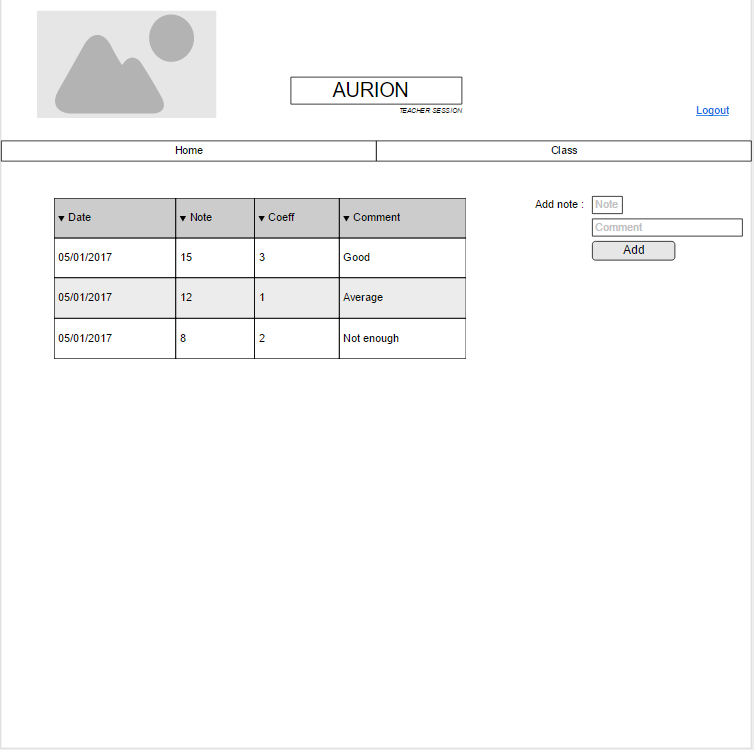 AURION
TEACHER SESSION
Logout
Home Class
Date Note Coeff Comment
05/01/2017 15 3 Good
05/01/2017 12 1 Average
05/01/2017 8 2 Not enough
Add note : Note
Comment
Add